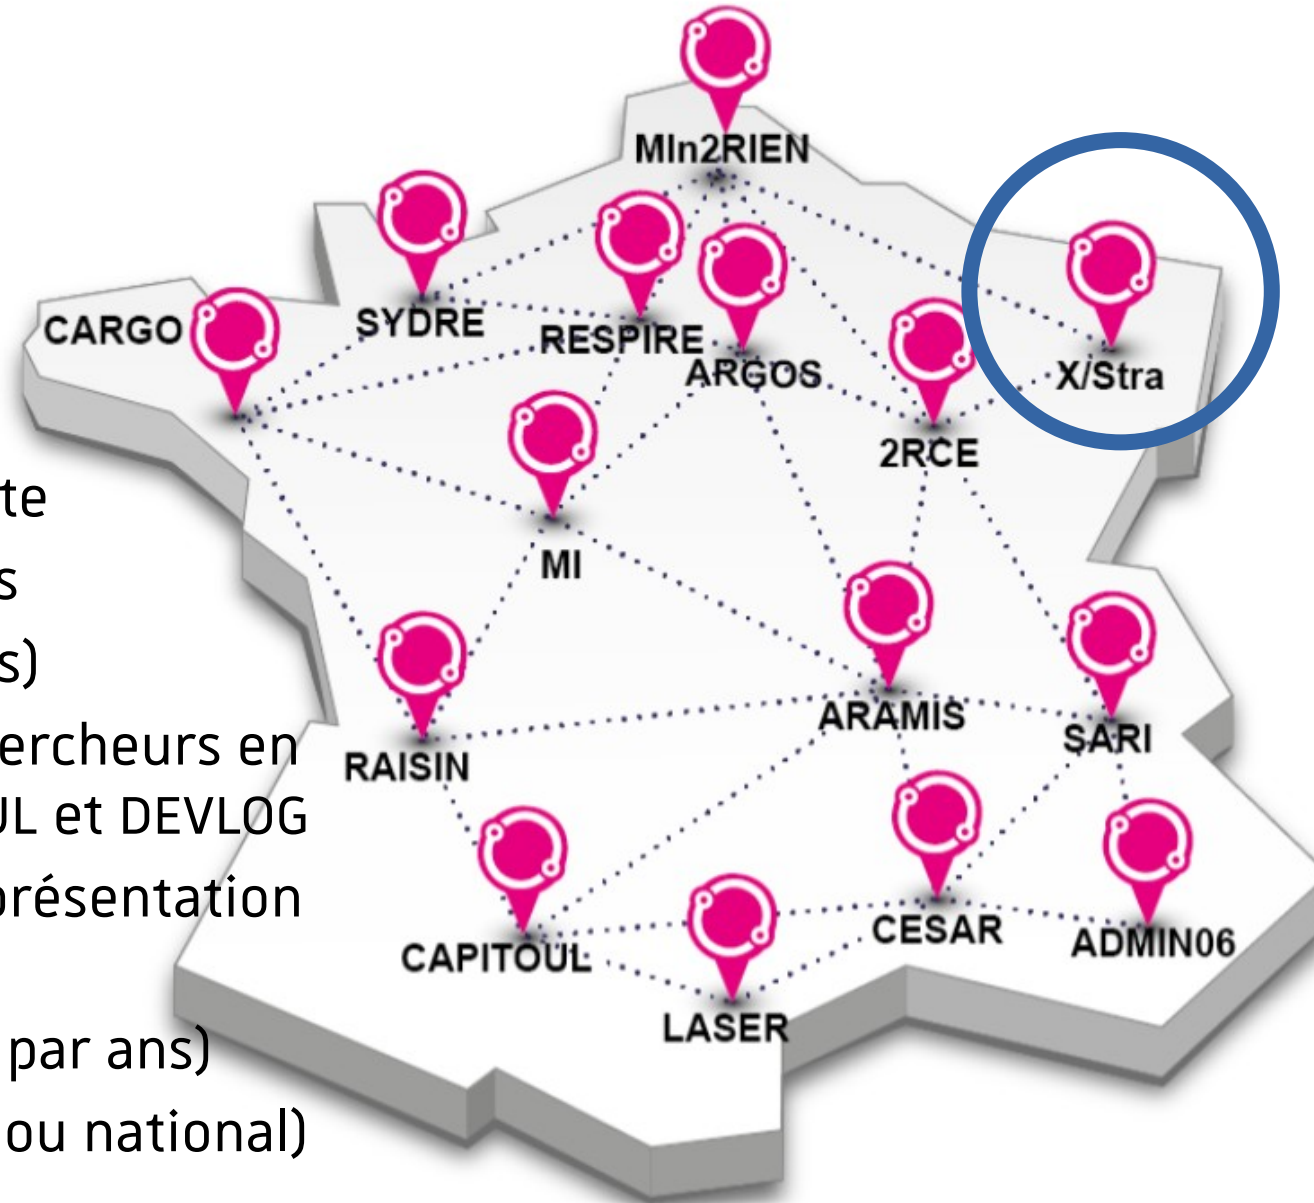 MIn2RIEN
SYDRE
CARGO
RESPIRE
ARGOS
X/Stra
2RCE
MI
ARAMIS
SARI
RAISIN
CAPITOUL
CESAR
ADMIN06
LASER
te
s
s)
ercheurs en
UL et DEVLOG
présentation
par ans)
ou national)